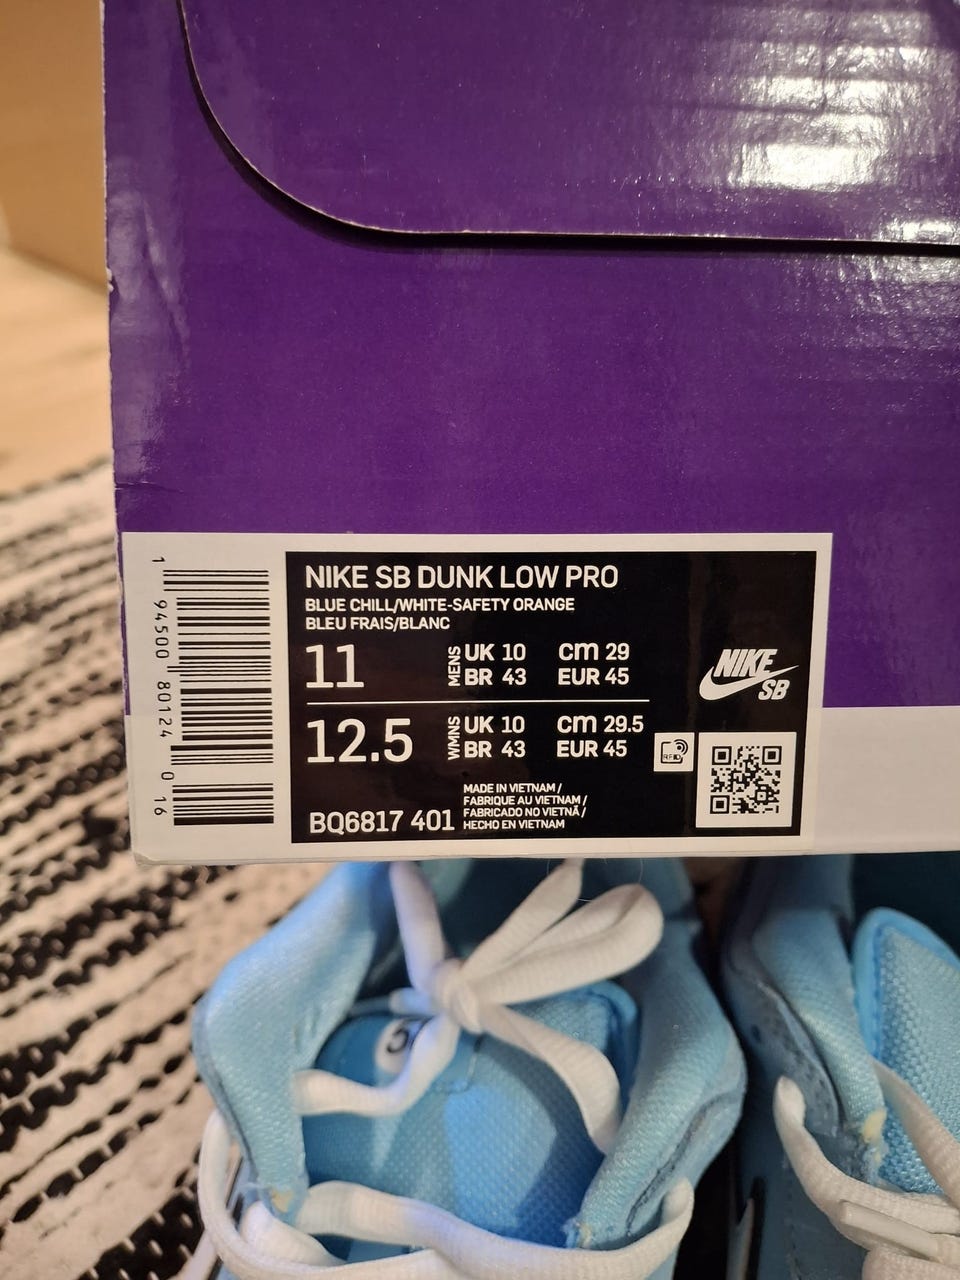 1 94500 80124 0 16
NIKE SB DUNK LOW PRO
BLUE CHILL/WHITE-SAFETY ORANGE
BLEU FRAIS/BLANC
11
MENS
UK 10 cm 29
BR 43 EUR 45
12.5
WMNS
UK 10 cm 29.5
BR 43 EUR 45
NIKE
SB
RFID
BQ6817 401
MADE IN VIETNAM /
FABRIQUE AU VIETNAM /
FABRICADO NO VIETNÃ /
HECHO EN VIETNAM